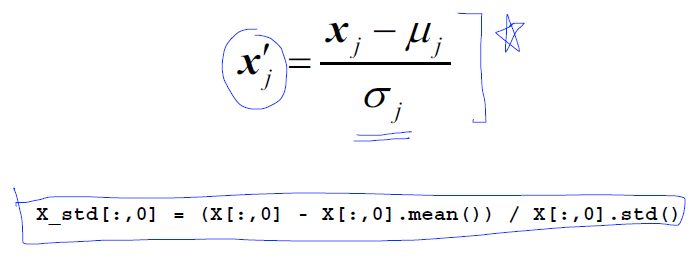 x'_j = (x_j − μ_j) / σ_j
X_std[:,0] = (X[:,0] - X[:,0].mean()) / X[:,0].std()